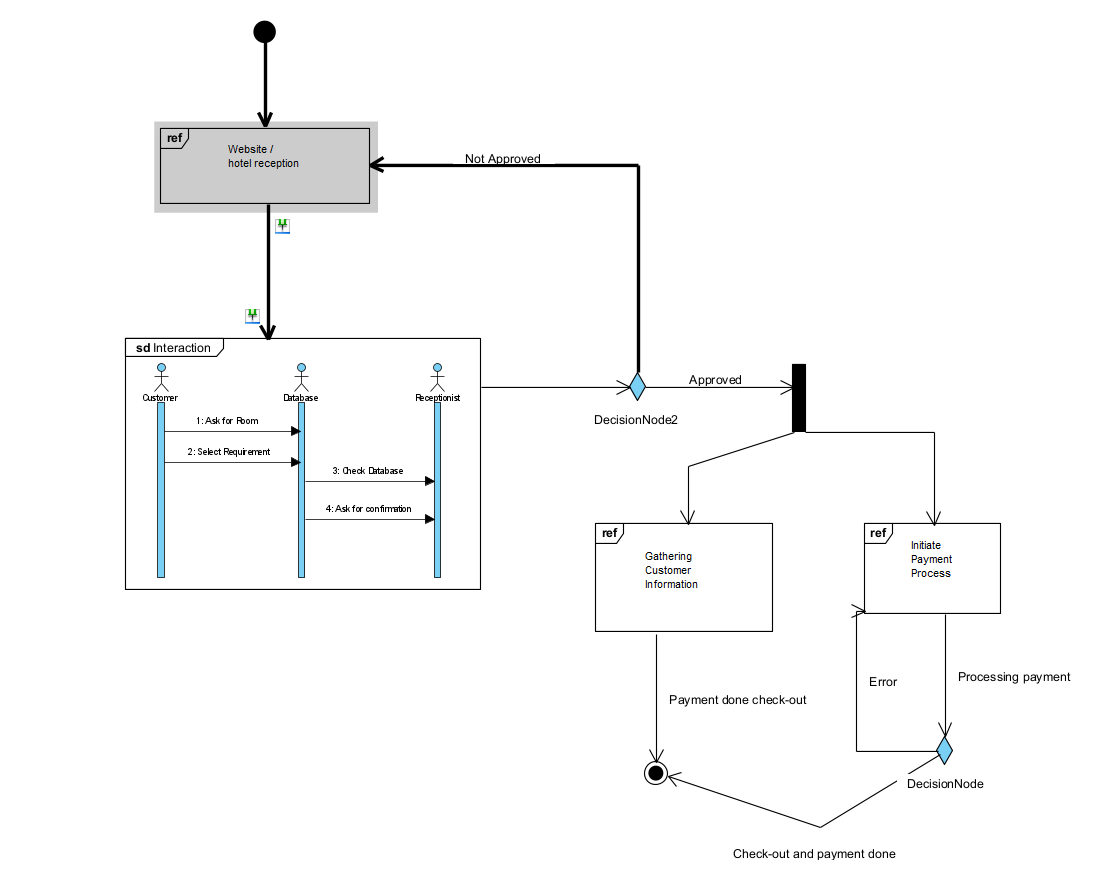 ref
Website /
hotel reception
Not Approved
sd Interaction
Customer
Database
Receptionist
1: Ask for Room
2: Select Requirement
3: Check Database
4: Ask for confirmation
Approved
DecisionNode2
ref
Gathering
Customer
Information
ref
Initiate
Payment
Process
Error
Processing payment
Payment done check-out
DecisionNode
Check-out and payment done